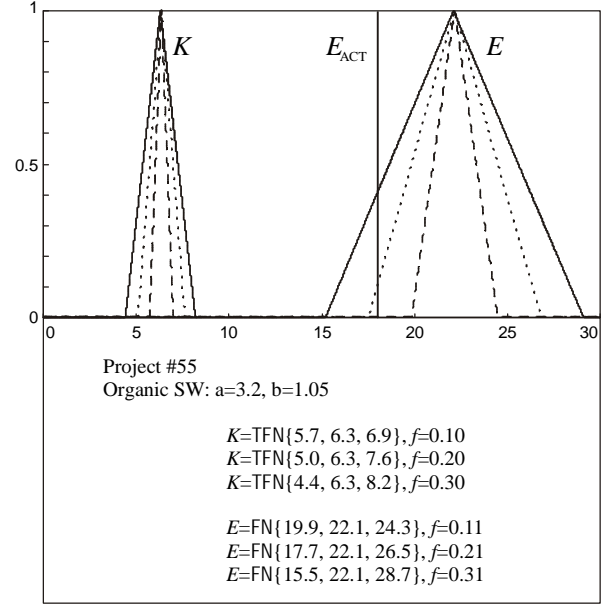 1
K
E_ACT
E
0.5
0
0 5 10 15 20 25 30
Project #55
Organic SW: a=3.2, b=1.05
K=TFN{5.7, 6.3, 6.9}, f=0.10
K=TFN{5.0, 6.3, 7.6}, f=0.20
K=TFN{4.4, 6.3, 8.2}, f=0.30
E=FN{19.9, 22.1, 24.3}, f=0.11
E=FN{17.7, 22.1, 26.5}, f=0.21
E=FN{15.5, 22.1, 28.7}, f=0.31